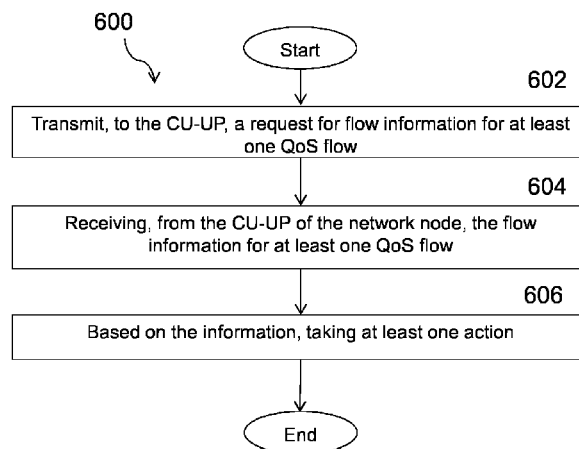 600
Start
602
Transmit, to the CU-UP, a request for flow information for at least
one QoS flow
604
Receiving, from the CU-UP of the network node, the flow
information for at least one QoS flow
606
Based on the information, taking at least one action
End